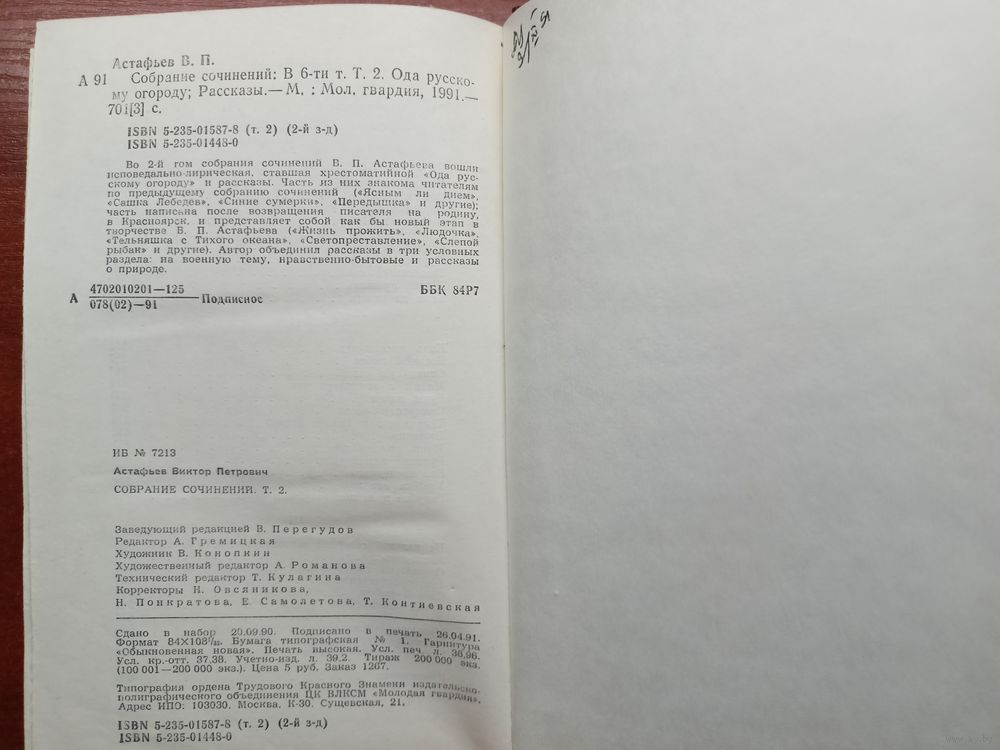 Астафьев В. П.
А 91 Собрание сочинений: В 6-ти т. Т. 2. Ода русско-
му огороду; Рассказы.— М. : Мол. гвардия, 1991.—
701[3] с.
ISBN 5-235-01587-8 (т. 2) (2-й з-д)
ISBN 5-235-01448-0
Во 2-й том собрания сочинений В. П. Астафьева вошли
исповедально-лирическая, ставшая хрестоматийной «Ода рус-
скому огороду» и рассказы. Часть из них знакома читателям
по предыдущему собранию сочинений («Ясным ли днем»,
«Сашка Лебедев», «Синие сумерки», «Передышка» и другие);
часть написана после возвращения писателя на родину,
в Красноярск, и представляет собой как бы новый этап в
творчестве В. П. Астафьева («Жизнь прожить», «Людочка»,
«Тельняшка с Тихого океана», «Светопреставление», «Слепой
рыбак» и другие). Автор объединил рассказы в три условных
раздела: на военную тему, нравственно-бытовые и рассказы
о природе.
А 4702010201—125 Подписное ББК 84Р7
078(02)—91
ИБ № 7213
Астафьев Виктор Петрович
СОБРАНИЕ СОЧИНЕНИЙ. Т. 2.
Заведующий редакцией В. Перегудов
Редактор А. Гремицкая
Художник В. Конопкин
Художественный редактор А. Романова
Технический редактор Т. Кулагина
Корректоры Н. Овсяникова,
Н. Понкратова, Е. Самолетова, Т. Контиевская
Сдано в набор 20.09.90. Подписано в печать 26.04.91.
Формат 84Х108¹/₃₂. Бумага типографская № 1. Гарнитура
«Обыкновенная новая». Печать высокая. Усл. печ. л. 36,96.
Усл. кр.-отт. 37,38. Учетно-изд. л. 39,2. Тираж 200 000 экз.
(100 001—200 000 экз.). Цена 5 руб. Заказ 1267.
Типография ордена Трудового Красного Знамени издательско-
полиграфического объединения ЦК ВЛКСМ «Молодая гвардия».
Адрес ИПО: 103030. Москва, К-30. Сущевская, 21.
ISBN 5-235-01587-8 (т. 2) (2-й з-д)
ISBN 5-235-01448-0